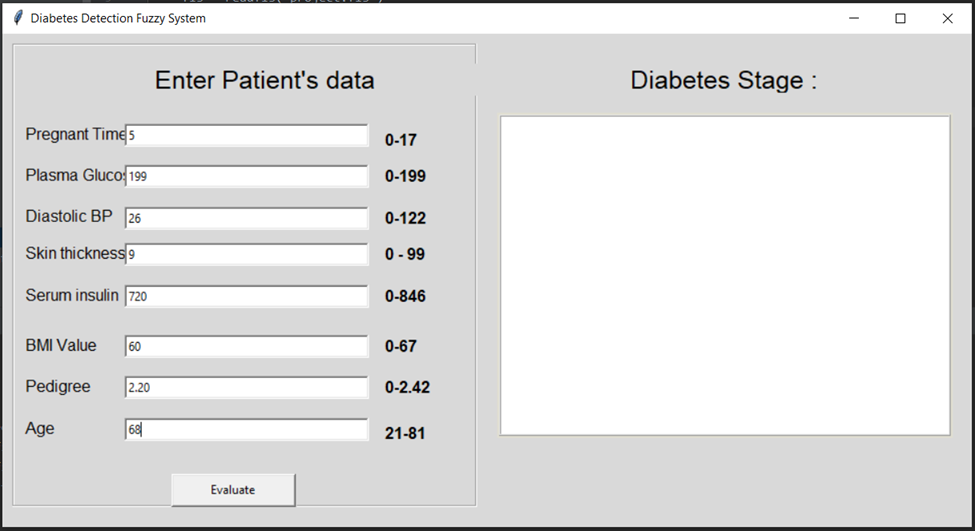 Diabetes Detection Fuzzy System
Enter Patient's data
Pregnant Time 5 0-17
Plasma Glucos 199 0-199
Diastolic BP 26 0-122
Skin thickness 9 0 - 99
Serum insulin 720 0-846
BMI Value 60 0-67
Pedigree 2.20 0-2.42
Age 68 21-81
Evaluate
Diabetes Stage :